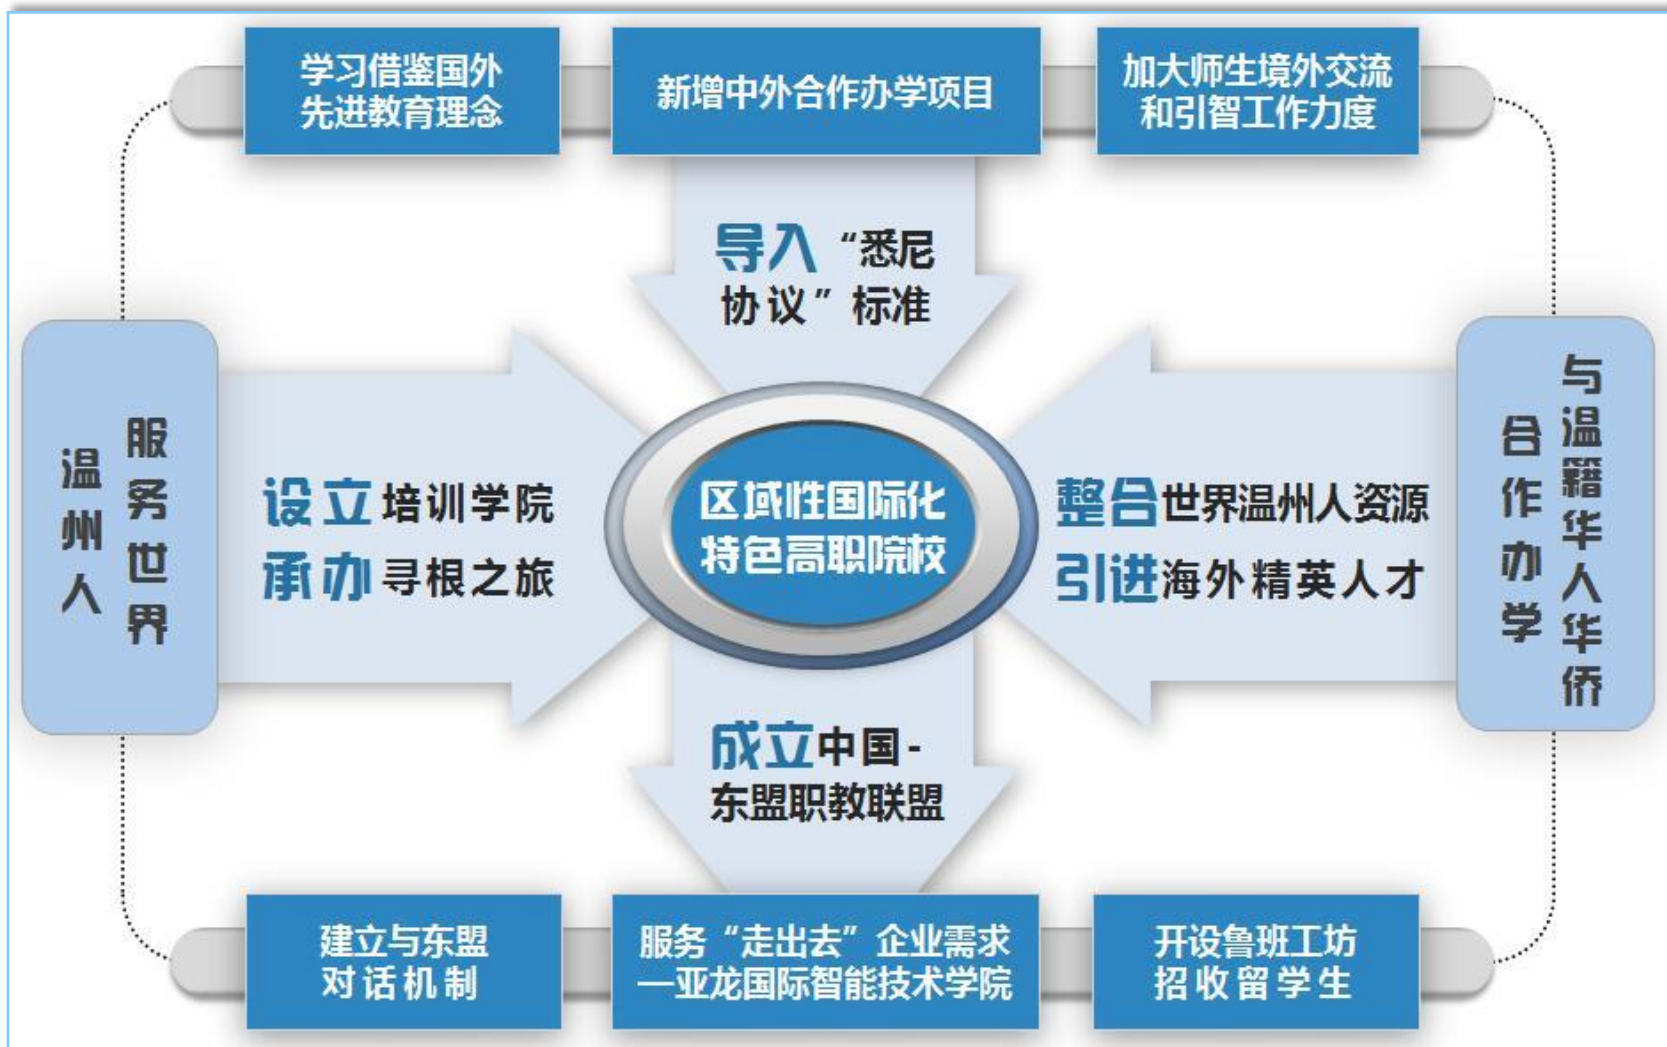 学习借鉴国外
先进教育理念
新增中外合作办学项目
加大师生境外交流
和引智工作力度
导入“悉尼
协议”标准
服务世界
温州人
设立培训学院
承办寻根之旅
区域性国际化
特色高职院校
整合世界温州人资源
引进海外精英人才
与温籍华人华侨
合作办学
成立中国-
东盟职教联盟
建立与东盟
对话机制
服务“走出去”企业需求
—亚龙国际智能技术学院
开设鲁班工坊
招收留学生